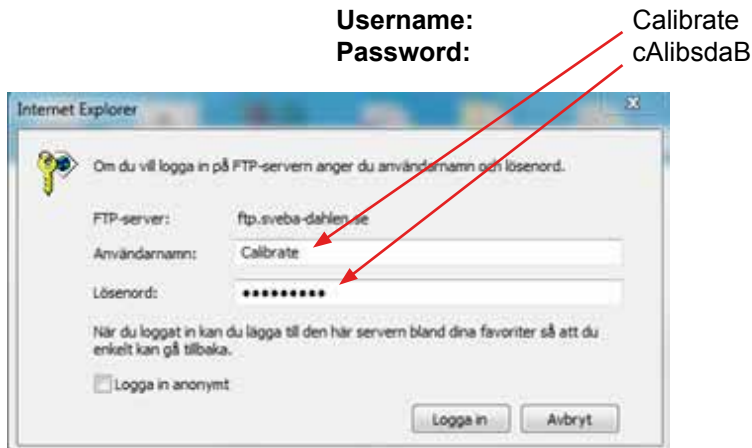 Username: Calibrate
Password: cAlibsdaB
Internet Explorer
Om du vill logga in på FTP-servern anger du användarnamn och lösenord.
FTP-server: ftp.sveba-dahlen.se
Användarnamn: Calibrate
Lösenord: •••••••••
När du loggat in kan du lägga till den här servern bland dina favoriter så att du
enkelt kan gå tillbaka.
Logga in anonymt
Logga in Avbryt